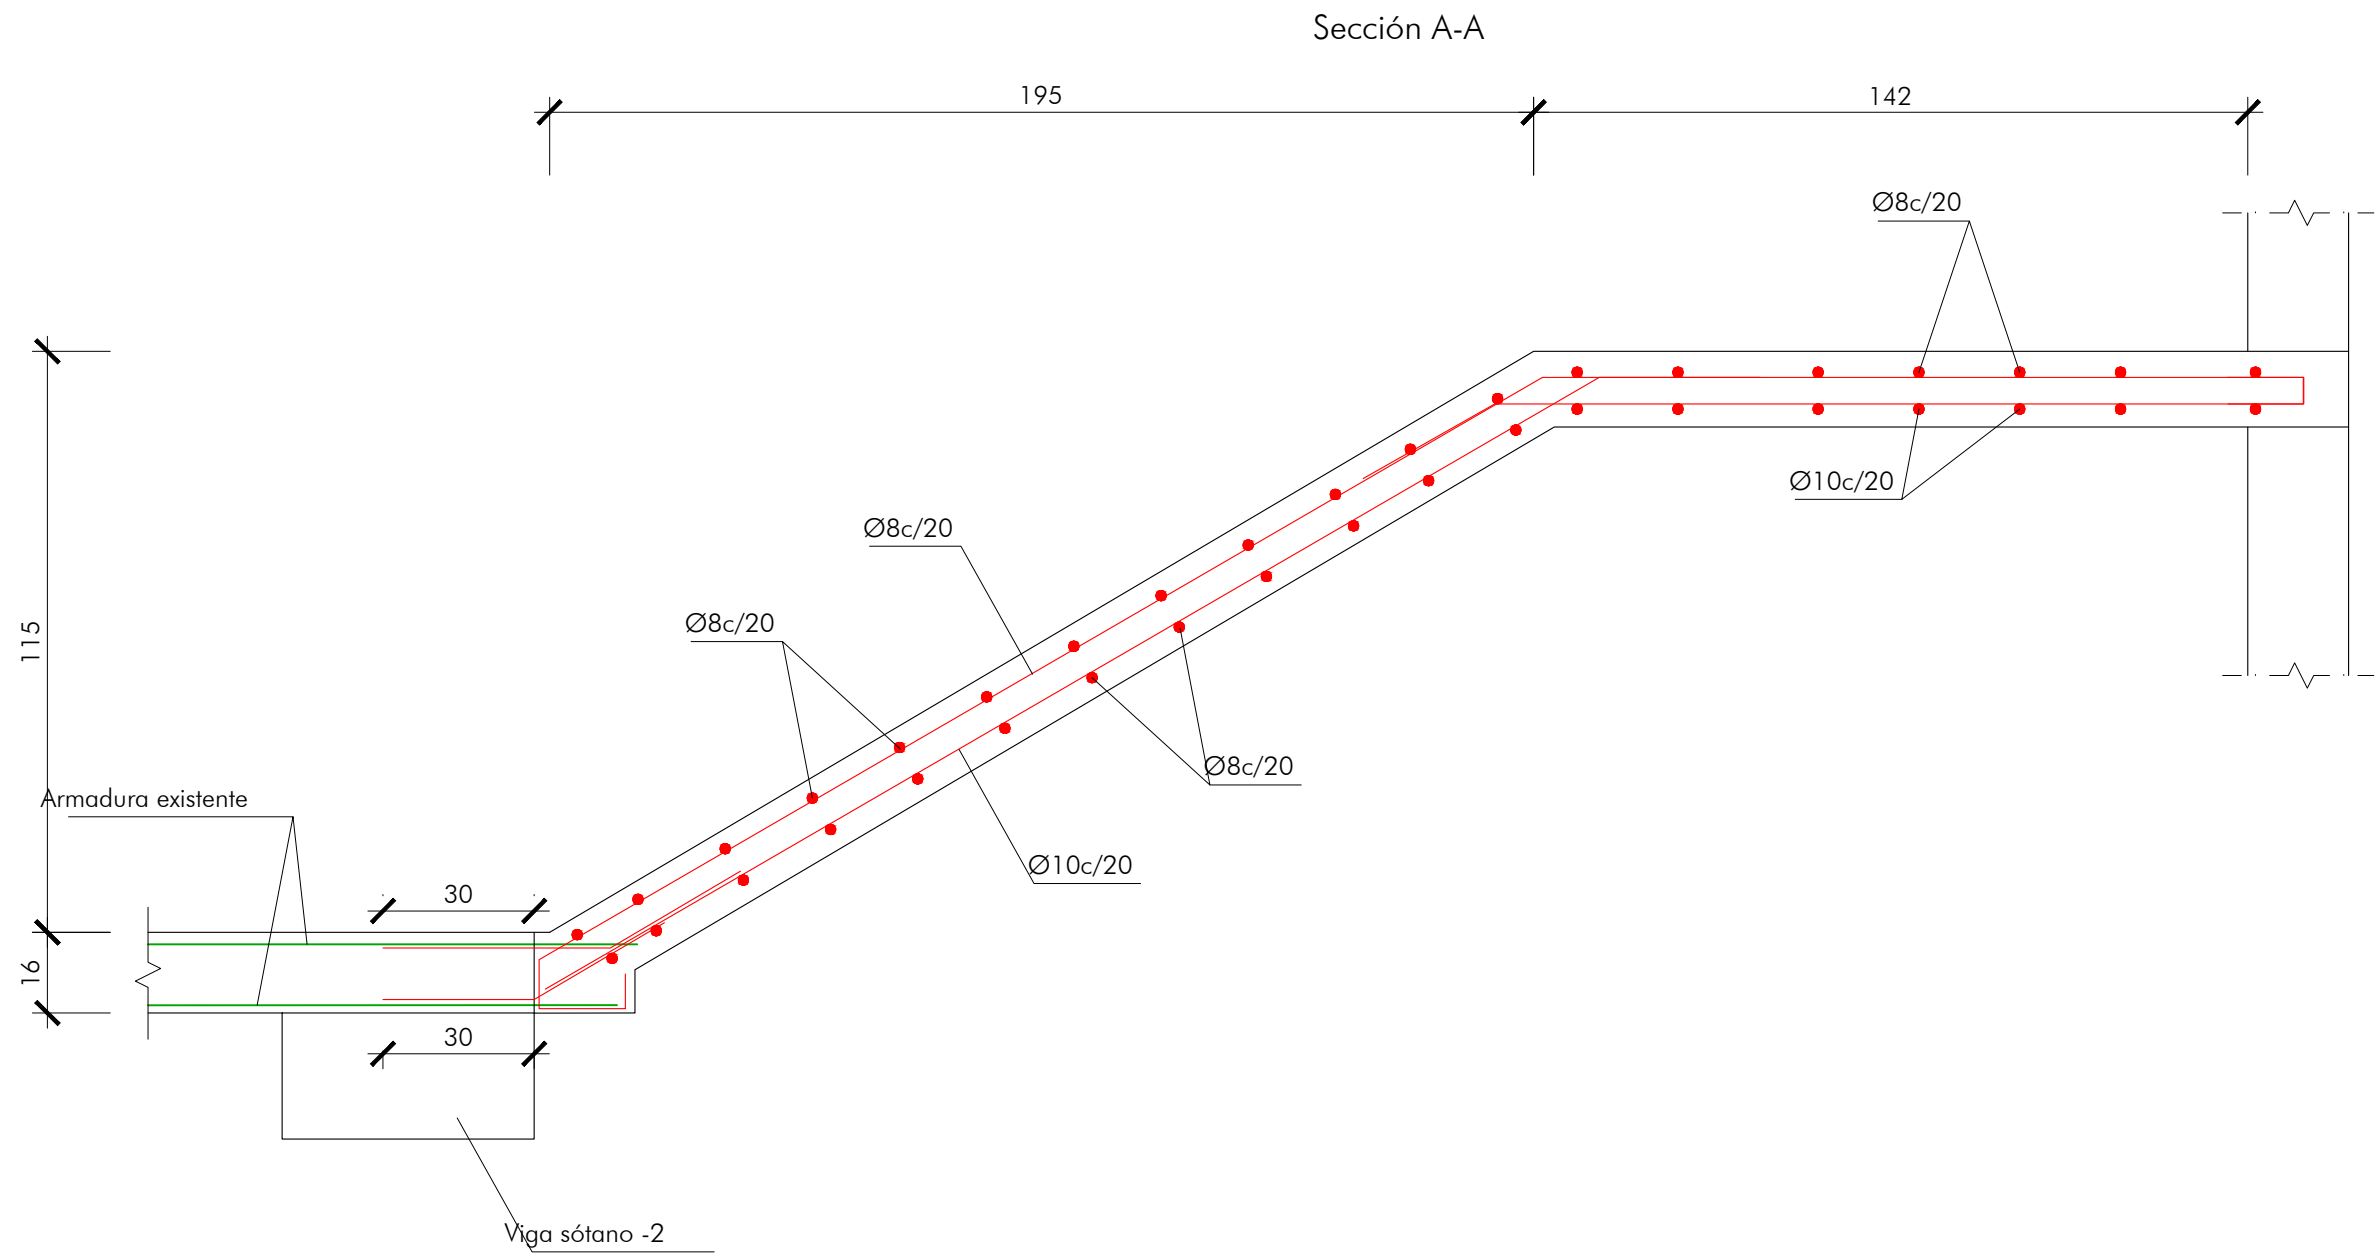 Sección A-A
195
142
Ø8c/20
Ø10c/20
Ø8c/20
Ø8c/20
115
Ø8c/20
Armadura existente
Ø10c/20
30
16
30
Viga sótano -2